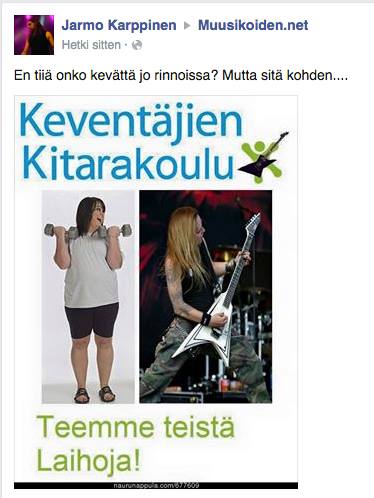 Jarmo Karppinen ▸ Muusikoiden.net
Hetki sitten ·
En tiiä onko kevättä jo rinnoissa? Mutta sitä kohden....
Keventäjien
Kitarakoulu
Teemme teistä
Laihoja!
naurunappula.com/677609